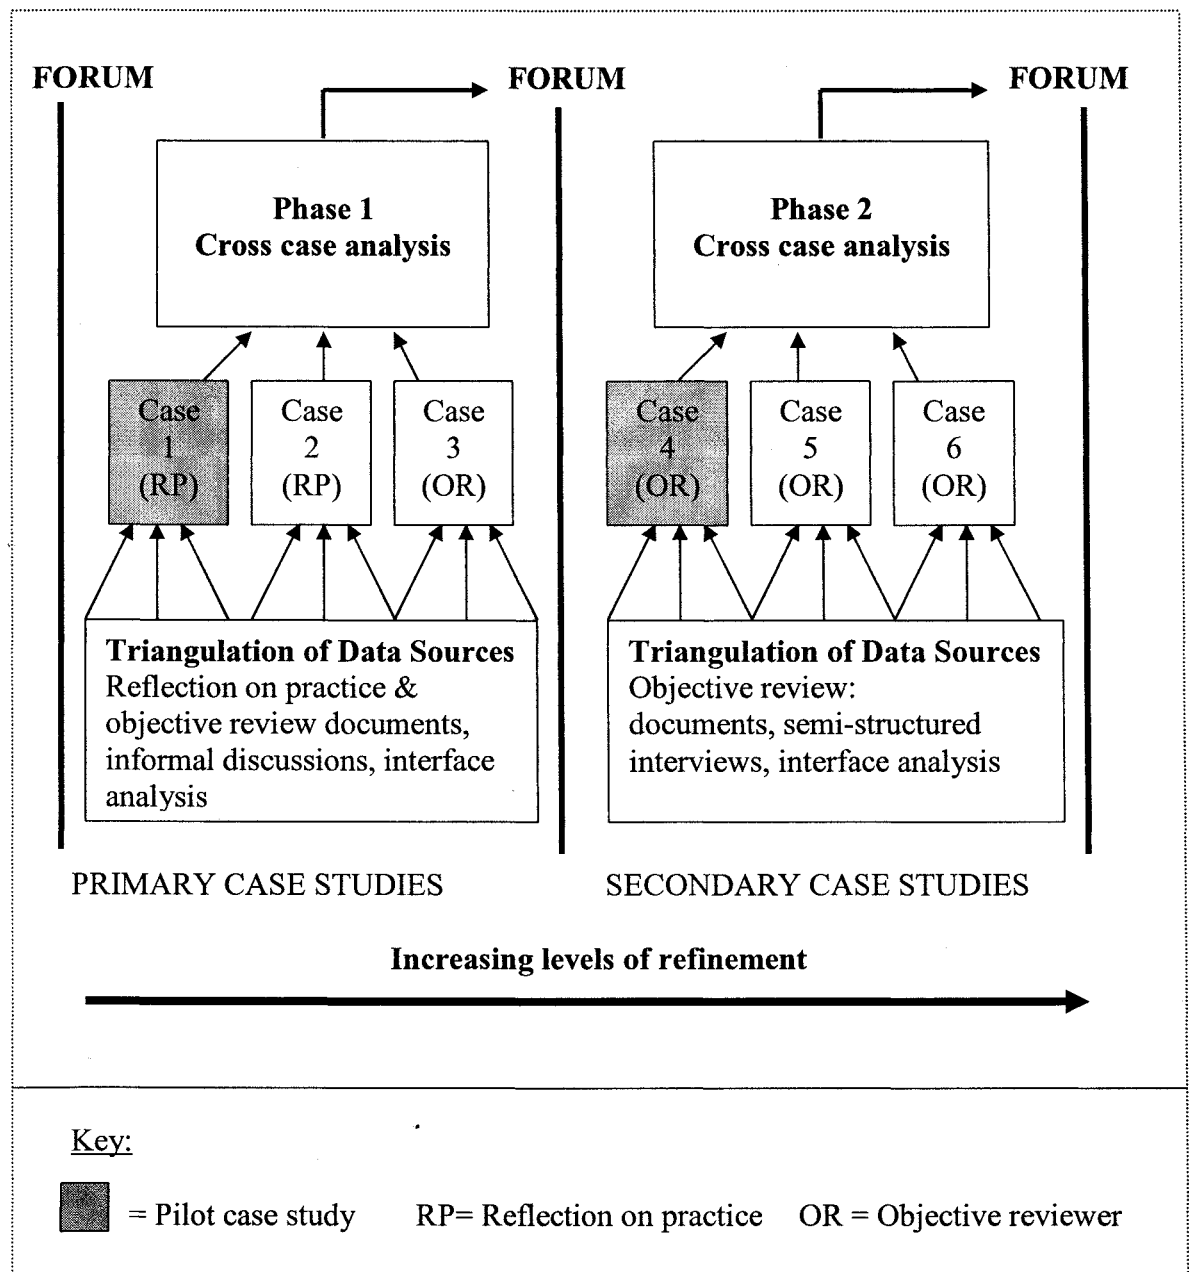 FORUM FORUM FORUM
Phase 1
Cross case analysis
Phase 2
Cross case analysis
Case
1
(RP)
Case
2
(RP)
Case
3
(OR)
Case
4
(OR)
Case
5
(OR)
Case
6
(OR)
Triangulation of Data Sources
Reflection on practice &
objective review documents,
informal discussions, interface
analysis
Triangulation of Data Sources
Objective review:
documents, semi-structured
interviews, interface analysis
PRIMARY CASE STUDIES
SECONDARY CASE STUDIES
Increasing levels of refinement
Key:
= Pilot case study RP= Reflection on practice OR = Objective reviewer